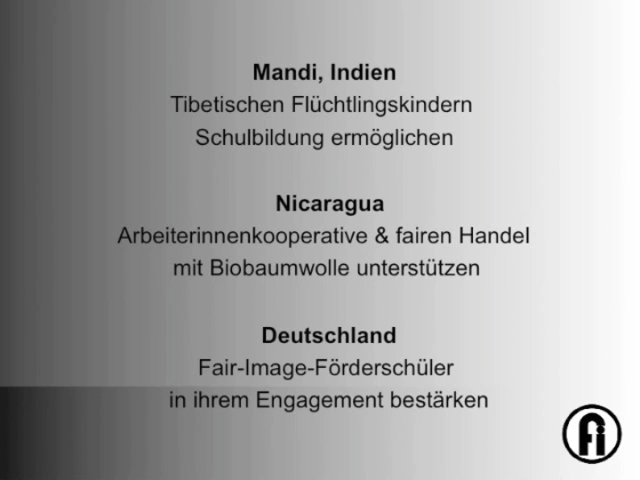 Mandi, Indien
Tibetischen Flüchtlingskindern
Schulbildung ermöglichen
Nicaragua
Arbeiterinnenkooperative & fairen Handel
mit Biobaumwolle unterstützen
Deutschland
Fair-Image-Förderschüler
in ihrem Engagement bestärken
fi